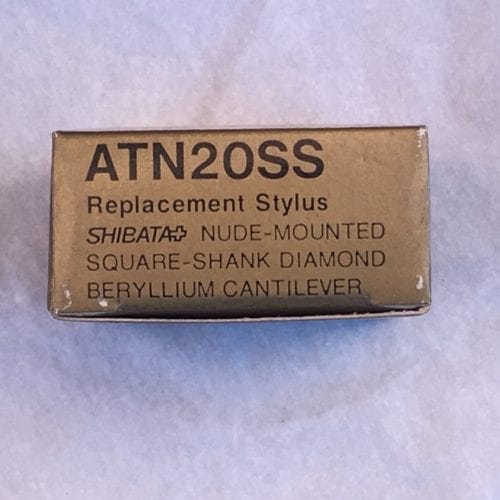 ATN20SS
Replacement Stylus
SHIBATA+ NUDE-MOUNTED
SQUARE-SHANK DIAMOND
BERYLLIUM CANTILEVER